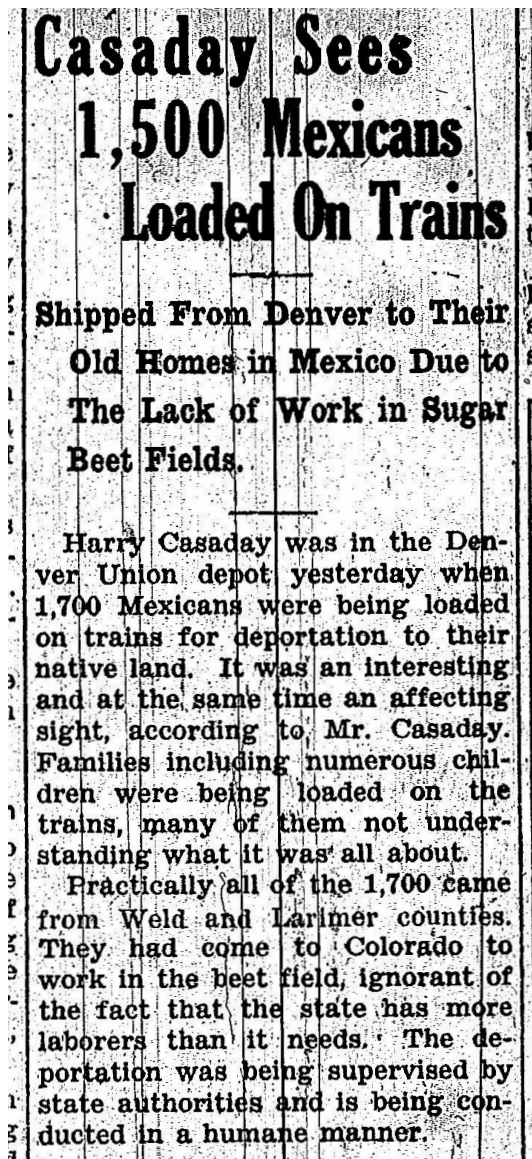 Casaday Sees
1,500 Mexicans
Loaded On Trains
Shipped From Denver to Their
Old Homes in Mexico Due to
The Lack of Work in Sugar
Beet Fields.
Harry Casaday was in the Den-
ver Union depot yesterday when
1,700 Mexicans were being loaded
on trains for deportation to their
native land. It was an interesting
and at the same time an affecting
sight, according to Mr. Casaday.
Families including numerous chil-
dren were being loaded on the
trains, many of them not under-
standing what it was all about.
Practically all of the 1,700 came
from Weld and Larimer counties.
They had come to Colorado to
work in the beet field, ignorant of
the fact that the state has more
laborers than it needs. The de-
portation was being supervised by
state authorities and is being con-
ducted in a humane manner.